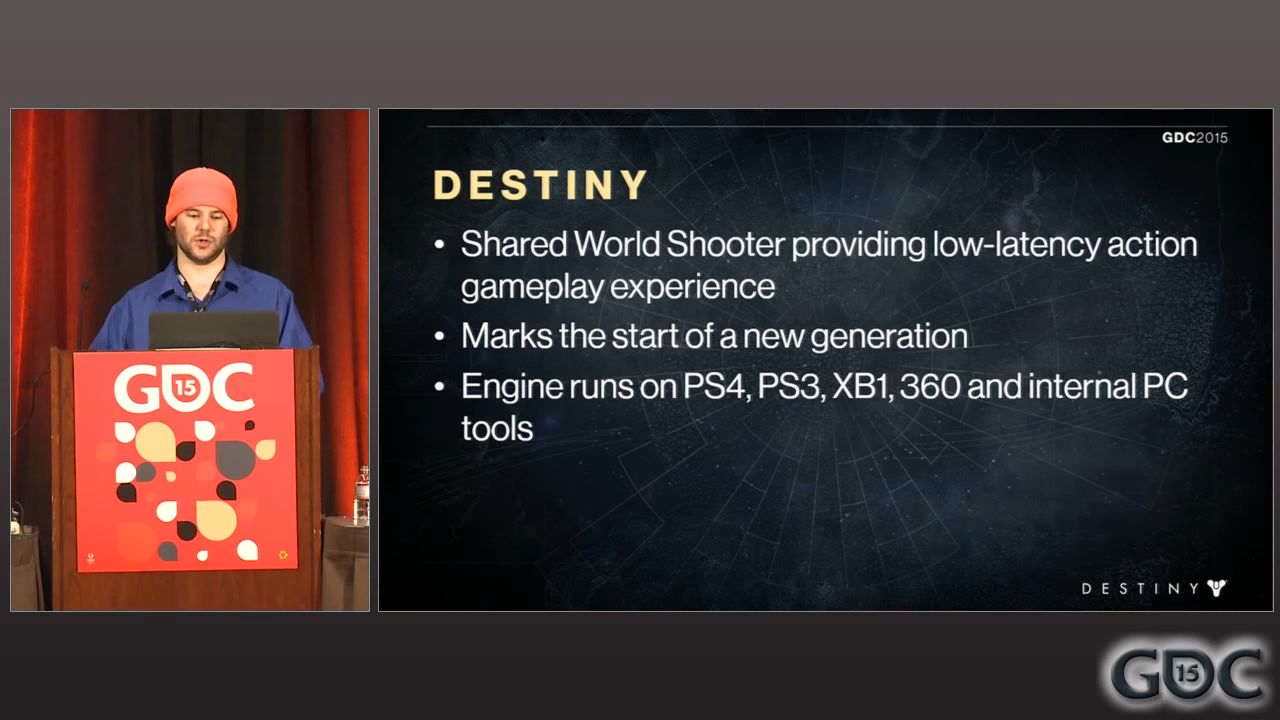 GDC2015
DESTINY
• Shared World Shooter providing low-latency action
gameplay experience
• Marks the start of a new generation
• Engine runs on PS4, PS3, XB1, 360 and internal PC
tools
DESTINY
GDC
15
GDC
15